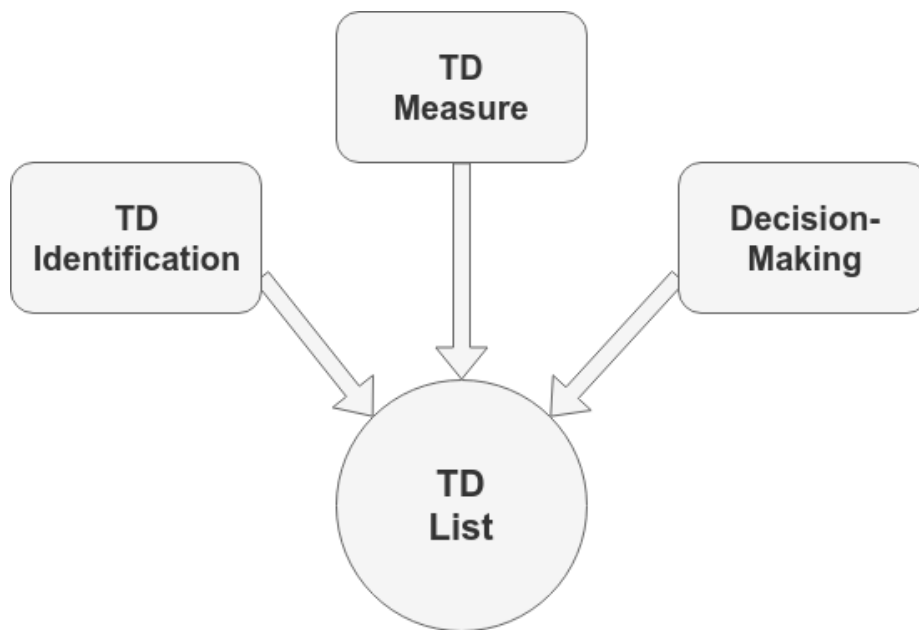 TD
Measure
TD
Identification
Decision-
Making
TD
List